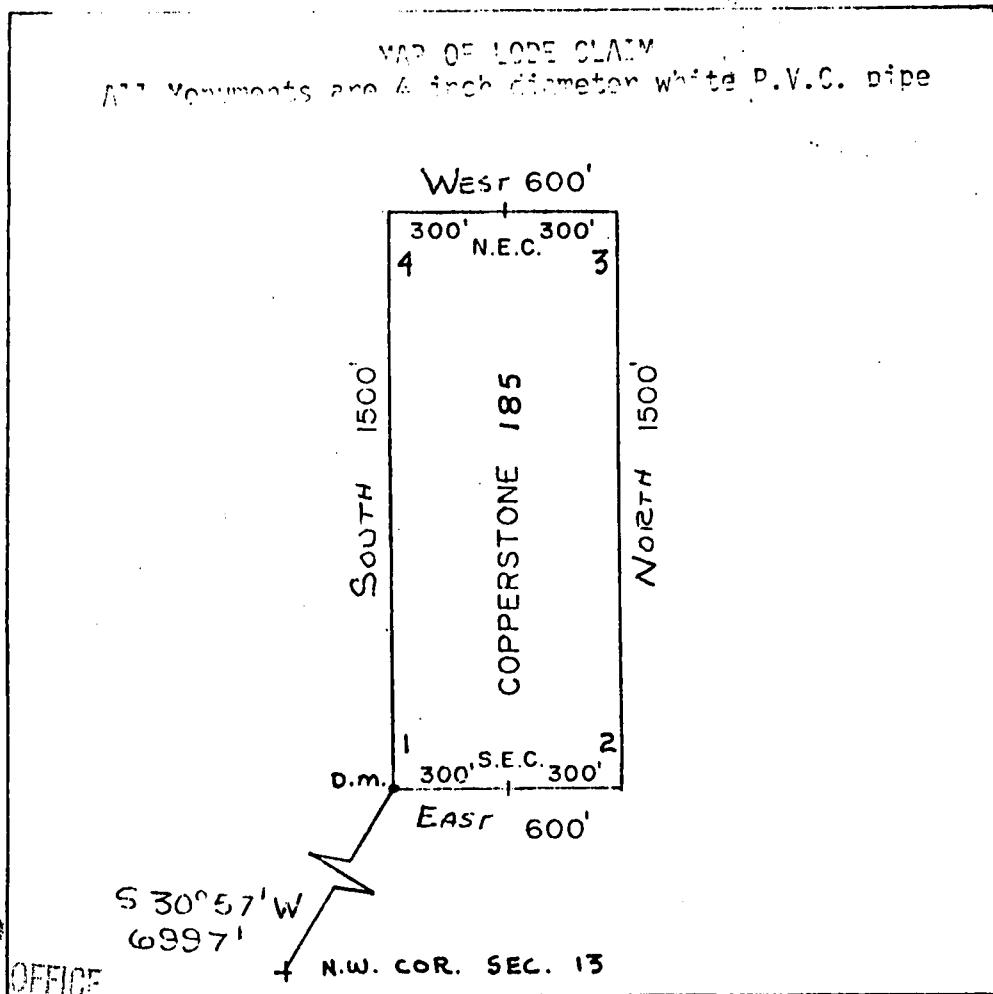 MAP OF LODE CLAIM
All Monuments are 4 inch diameter white P.V.C. pipe
WEST 600'
300' 300'
N.E.C.
4 3
SOUTH 1500'
COPPERSTONE 185
NORTH 1500'
1 2
D.M. 300' S.E.C. 300'
EAST 600'
S 30° 57' W
6997'
N.W. COR. SEC. 13
OFFICE